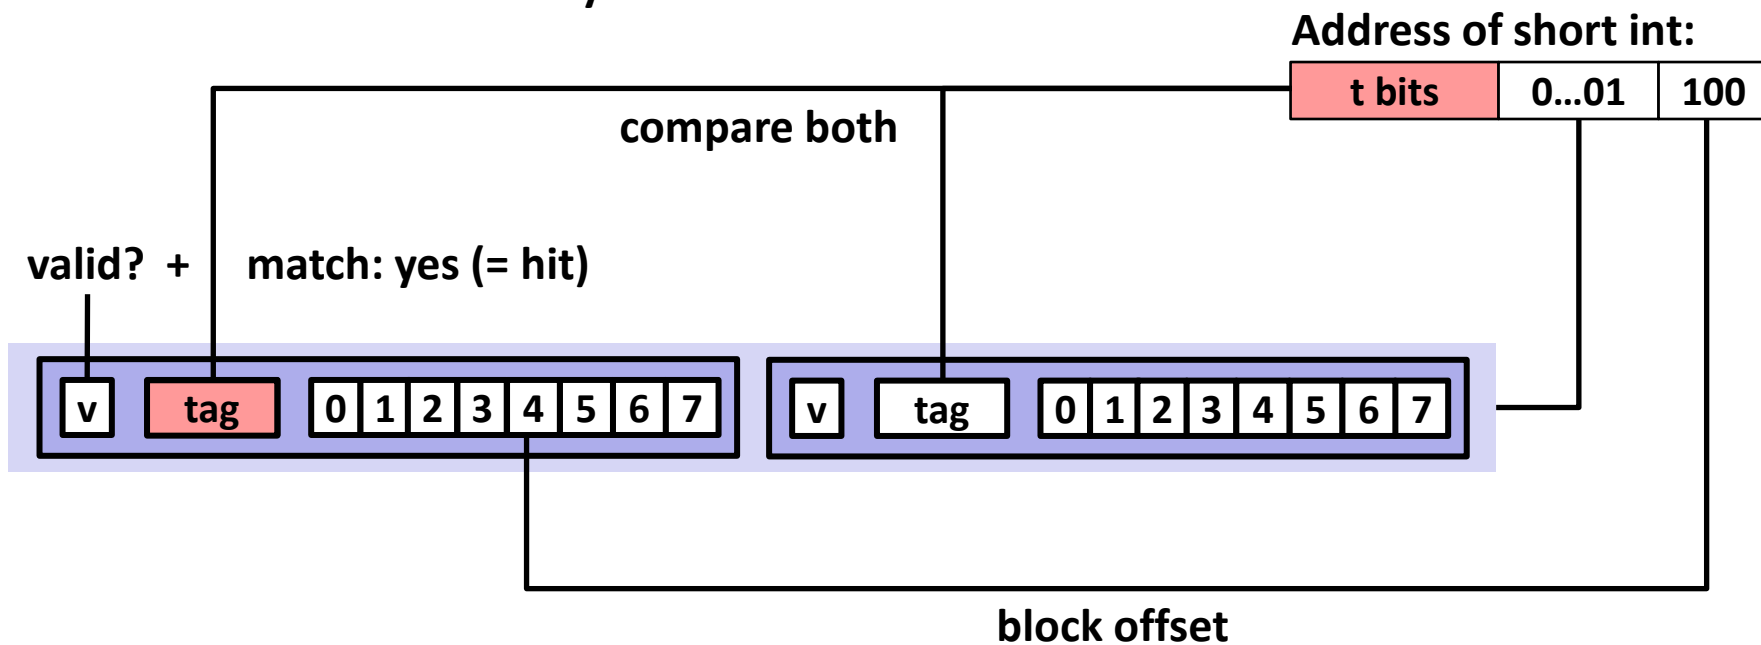 Address of short int:
t bits 0...01 100
compare both
valid? + match: yes (= hit)
v tag 0 1 2 3 4 5 6 7 v tag 0 1 2 3 4 5 6 7
block offset